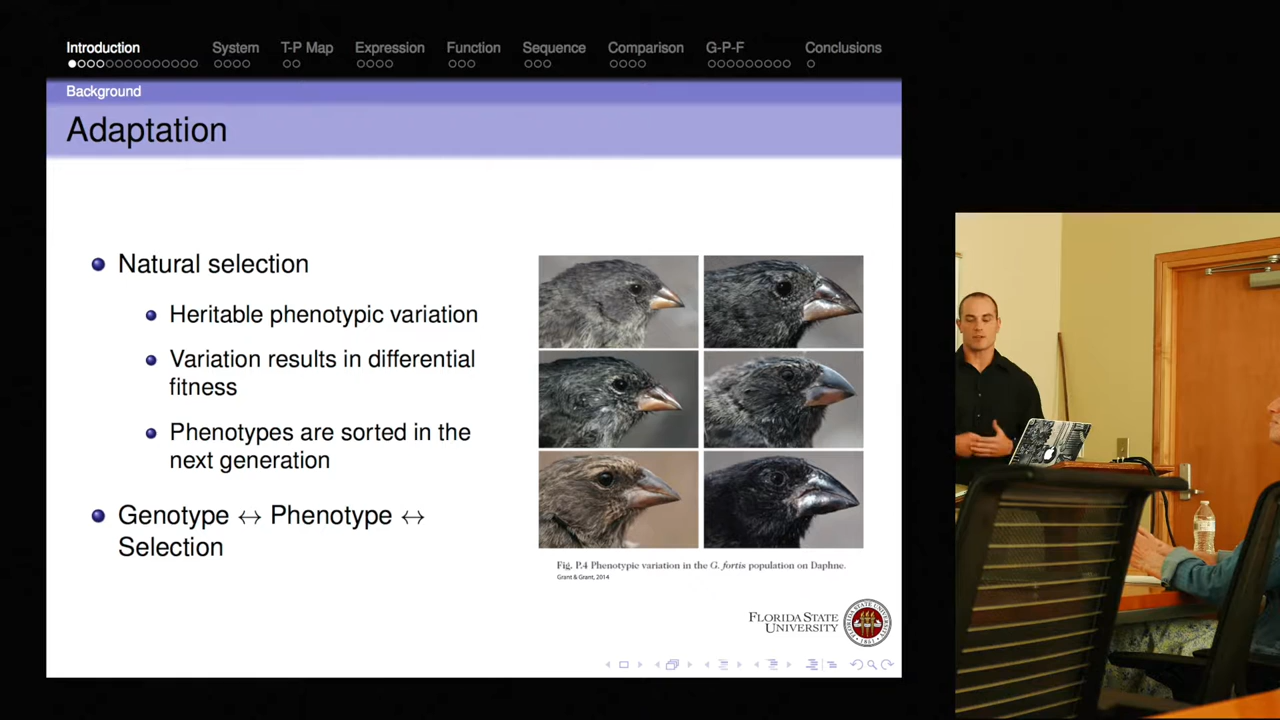 Introduction
System
T-P Map
Expression
Function
Sequence
Comparison
G-P-F
Conclusions
Background
Adaptation
Natural selection
Heritable phenotypic variation
Variation results in differential
fitness
Phenotypes are sorted in the
next generation
Genotype ↔ Phenotype ↔
Selection
Fig. P.4 Phenotypic variation in the G. fortis population on Daphne.
Grant & Grant, 2014
FLORIDA STATE
UNIVERSITY